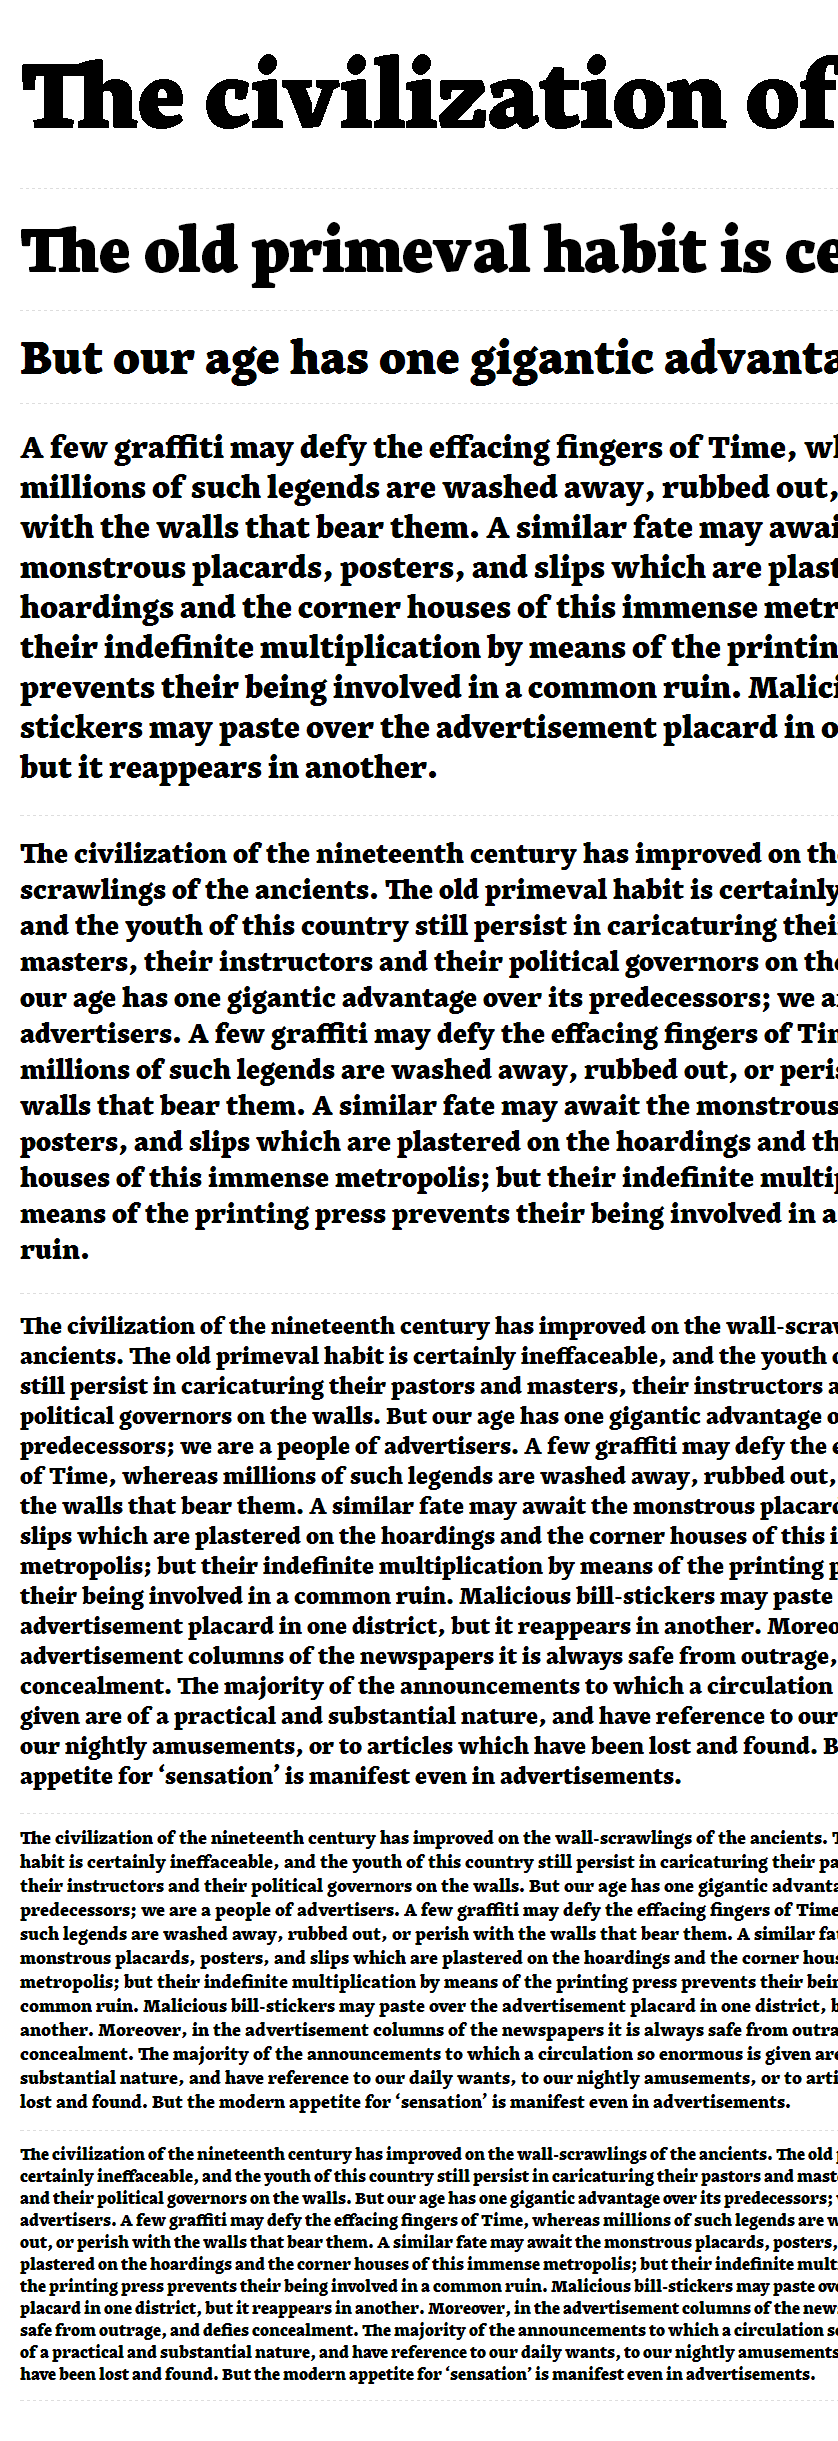 The civilization of
The old primeval habit is ce
But our age has one gigantic advanta
A few graffiti may defy the effacing fingers of Time, wh
millions of such legends are washed away, rubbed out,
with the walls that bear them. A similar fate may awai
monstrous placards, posters, and slips which are plast
hoardings and the corner houses of this immense metr
their indefinite multiplication by means of the printin
prevents their being involved in a common ruin. Malici
stickers may paste over the advertisement placard in o
but it reappears in another.
The civilization of the nineteenth century has improved on the
scrawlings of the ancients. The old primeval habit is certainly
and the youth of this country still persist in caricaturing thei
masters, their instructors and their political governors on the
our age has one gigantic advantage over its predecessors; we a
advertisers. A few graffiti may defy the effacing fingers of Tim
millions of such legends are washed away, rubbed out, or peris
walls that bear them. A similar fate may await the monstrous
posters, and slips which are plastered on the hoardings and th
houses of this immense metropolis; but their indefinite multip
means of the printing press prevents their being involved in a
ruin.
The civilization of the nineteenth century has improved on the wall-scraw
ancients. The old primeval habit is certainly ineffaceable, and the youth o
still persist in caricaturing their pastors and masters, their instructors a
political governors on the walls. But our age has one gigantic advantage o
predecessors; we are a people of advertisers. A few graffiti may defy the e
of Time, whereas millions of such legends are washed away, rubbed out,
the walls that bear them. A similar fate may await the monstrous placard
slips which are plastered on the hoardings and the corner houses of this i
metropolis; but their indefinite multiplication by means of the printing p
their being involved in a common ruin. Malicious bill-stickers may paste
advertisement placard in one district, but it reappears in another. Moreo
advertisement columns of the newspapers it is always safe from outrage,
concealment. The majority of the announcements to which a circulation
given are of a practical and substantial nature, and have reference to our
our nightly amusements, or to articles which have been lost and found. B
appetite for ‘sensation’ is manifest even in advertisements.
The civilization of the nineteenth century has improved on the wall-scrawlings of the ancients. T
habit is certainly ineffaceable, and the youth of this country still persist in caricaturing their pa
their instructors and their political governors on the walls. But our age has one gigantic advanta
predecessors; we are a people of advertisers. A few graffiti may defy the effacing fingers of Time
such legends are washed away, rubbed out, or perish with the walls that bear them. A similar fat
monstrous placards, posters, and slips which are plastered on the hoardings and the corner hous
metropolis; but their indefinite multiplication by means of the printing press prevents their bein
common ruin. Malicious bill-stickers may paste over the advertisement placard in one district, b
another. Moreover, in the advertisement columns of the newspapers it is always safe from outra
concealment. The majority of the announcements to which a circulation so enormous is given are
substantial nature, and have reference to our daily wants, to our nightly amusements, or to arti
lost and found. But the modern appetite for ‘sensation’ is manifest even in advertisements.
The civilization of the nineteenth century has improved on the wall-scrawlings of the ancients. The old p
certainly ineffaceable, and the youth of this country still persist in caricaturing their pastors and mast
and their political governors on the walls. But our age has one gigantic advantage over its predecessors; w
advertisers. A few graffiti may defy the effacing fingers of Time, whereas millions of such legends are w
out, or perish with the walls that bear them. A similar fate may await the monstrous placards, posters,
plastered on the hoardings and the corner houses of this immense metropolis; but their indefinite mult
the printing press prevents their being involved in a common ruin. Malicious bill-stickers may paste ov
placard in one district, but it reappears in another. Moreover, in the advertisement columns of the news
safe from outrage, and defies concealment. The majority of the announcements to which a circulation s
of a practical and substantial nature, and have reference to our daily wants, to our nightly amusements
have been lost and found. But the modern appetite for ‘sensation’ is manifest even in advertisements.